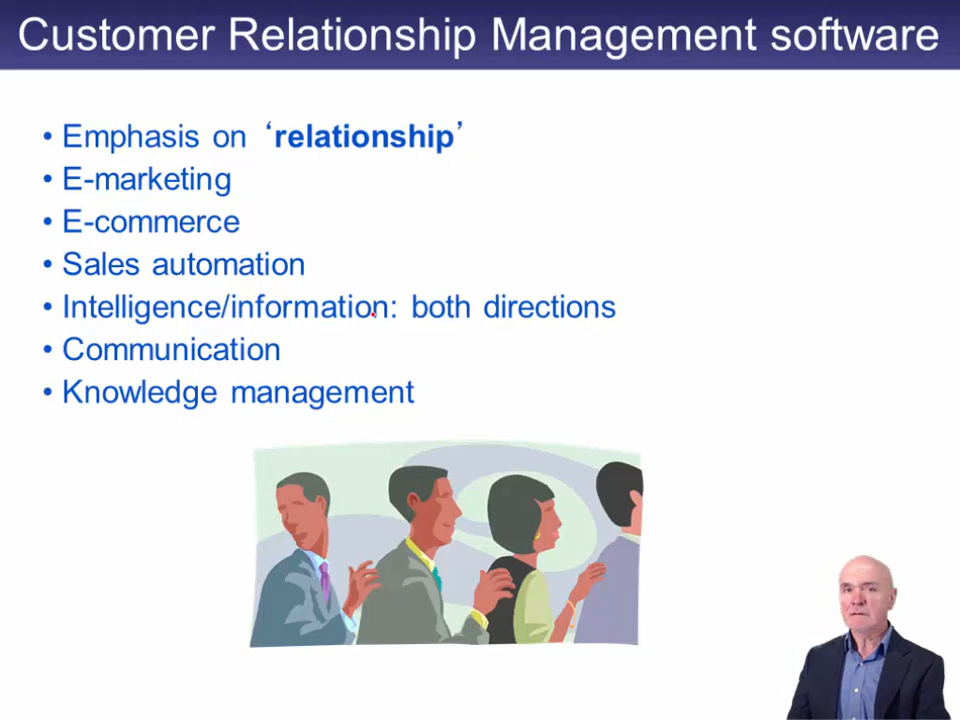 Customer Relationship Management software
• Emphasis on ‘relationship’
• E-marketing
• E-commerce
• Sales automation
• Intelligence/information: both directions
• Communication
• Knowledge management